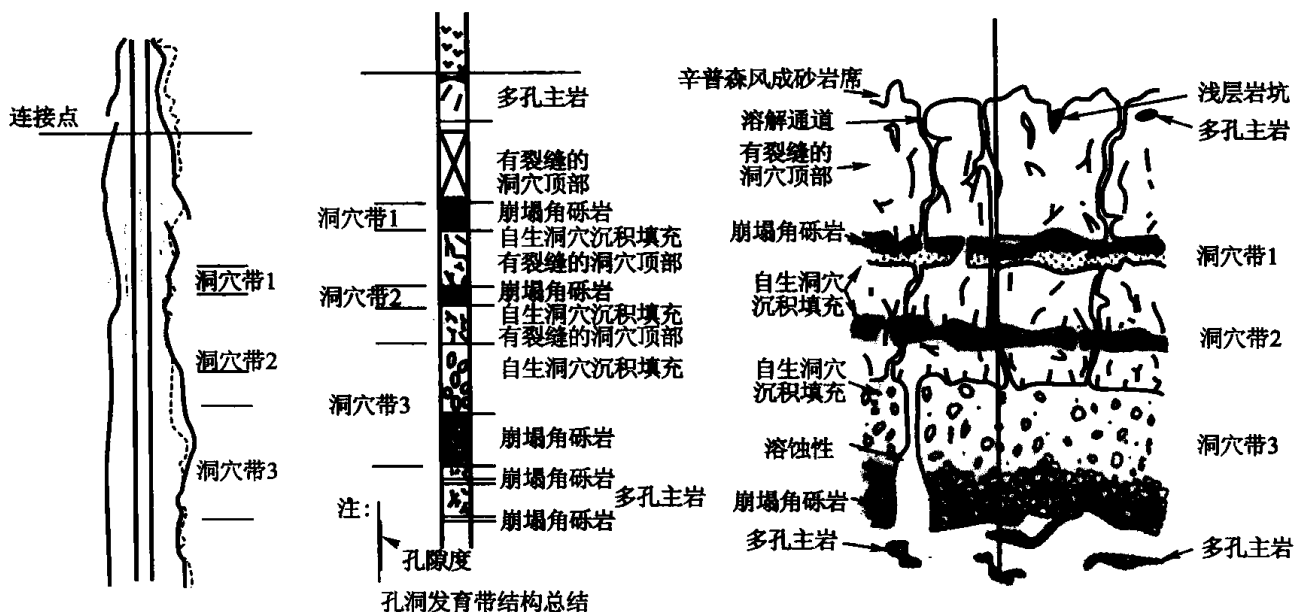 连接点
洞穴带1
洞穴带2
洞穴带3
多孔主岩
有裂缝的
洞穴顶部
洞穴带1
崩塌角砾岩
自生洞穴沉积填充
有裂缝的洞穴顶部
洞穴带2
崩塌角砾岩
自生洞穴沉积填充
有裂缝的洞穴顶部
自生洞穴沉积填充
洞穴带3
崩塌角砾岩
崩塌角砾岩
多孔主岩
崩塌角砾岩
注:
孔隙度
孔洞发育带结构总结
辛普森风成砂岩席
溶解通道
有裂缝的
洞穴顶部
崩塌角砾岩
自生洞穴
沉积填充
自生洞穴
沉积填充
溶蚀性
崩塌角砾岩
多孔主岩
浅层岩坑
多孔主岩
洞穴带1
洞穴带2
洞穴带3
多孔主岩